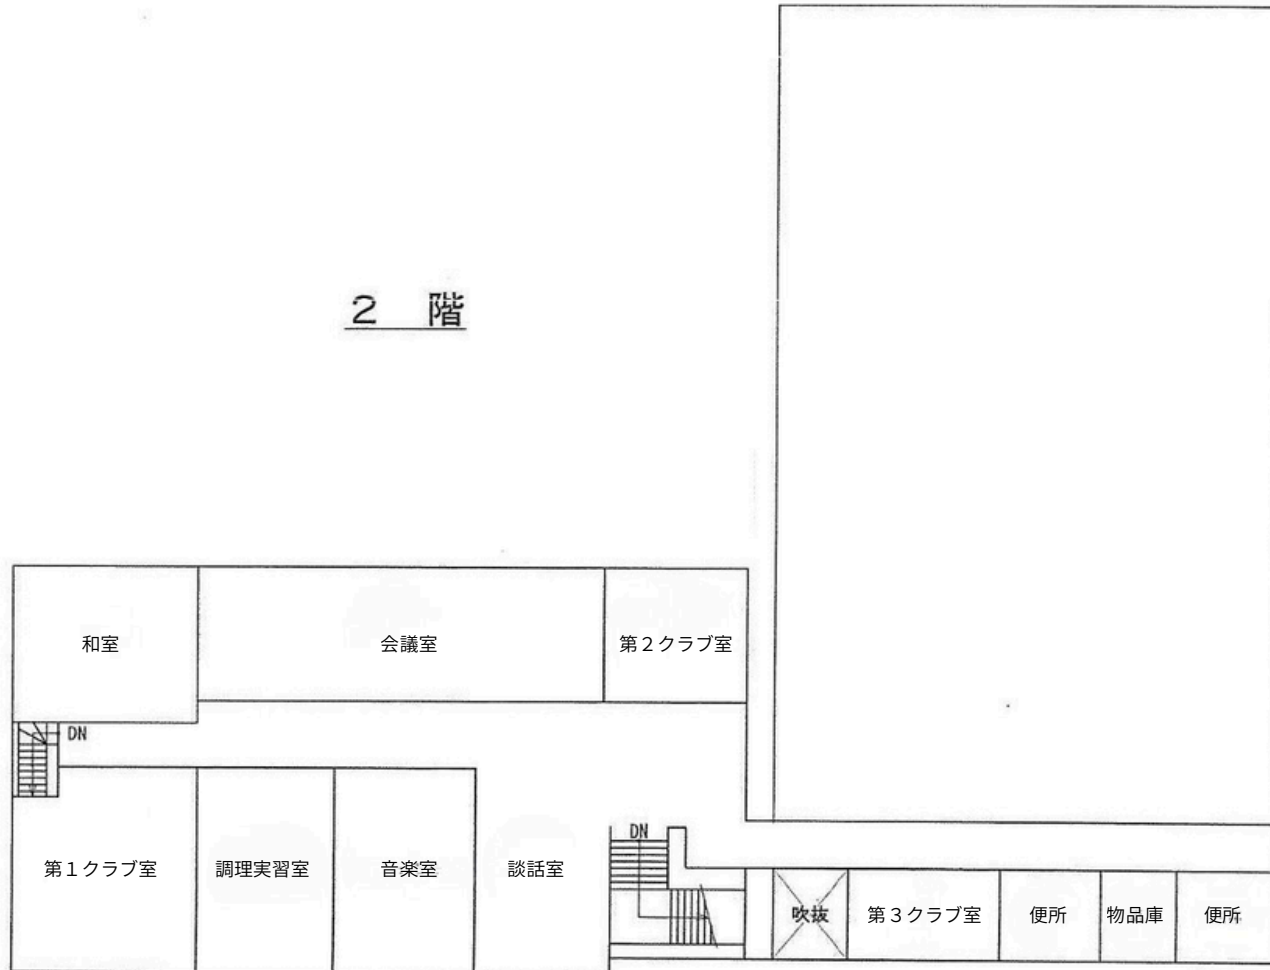 2 階
和室
会議室
第2クラブ室
DN
第1クラブ室
調理実習室
音楽室
談話室
DN
吹抜
第3クラブ室
便所
物品庫
便所